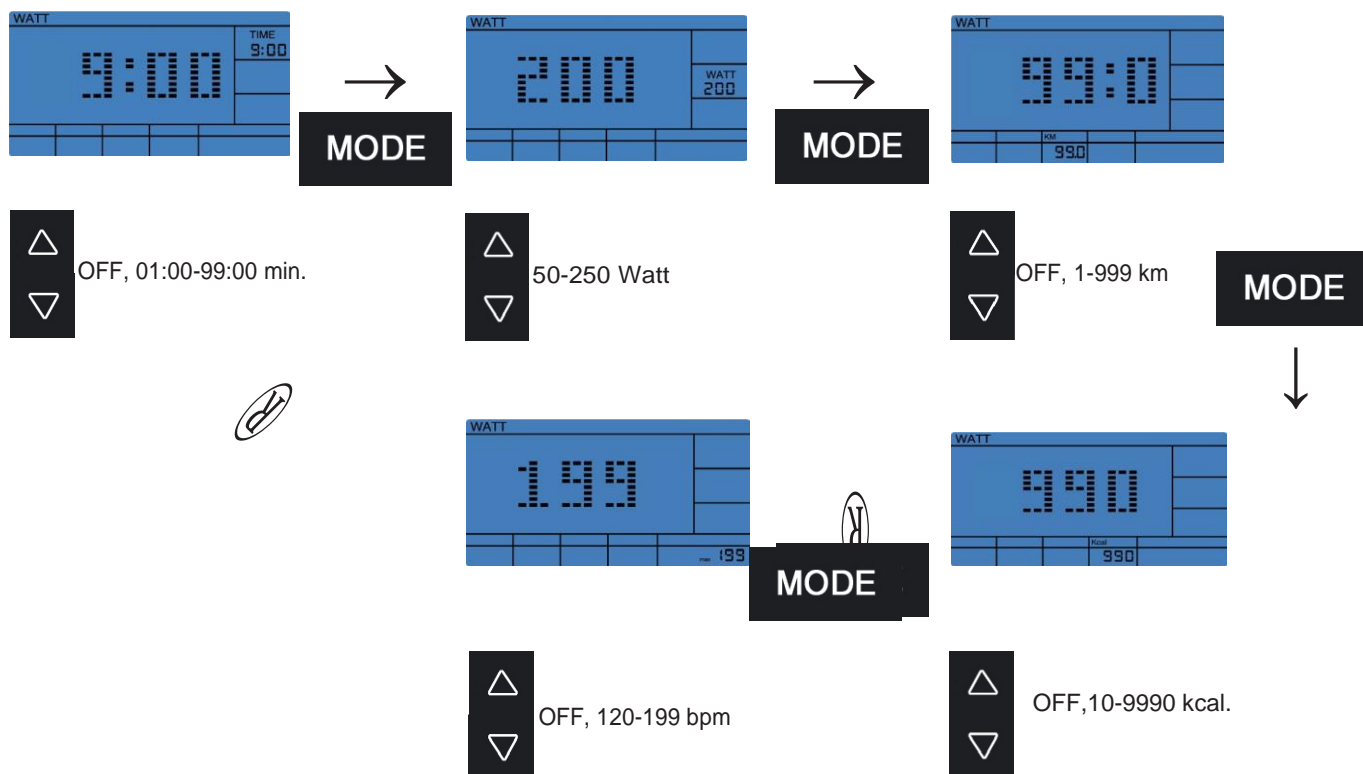 WATT
TIME
9:00
9:00
MODE
WATT
200
WATT
200
MODE
WATT
99:0
KM
99.0
OFF, 01:00-99:00 min.
50-250 Watt
OFF, 1-999 km
MODE
WATT
990
Kcal
990
MODE
WATT
199
max 199
OFF, 120-199 bpm
OFF,10-9990 kcal.